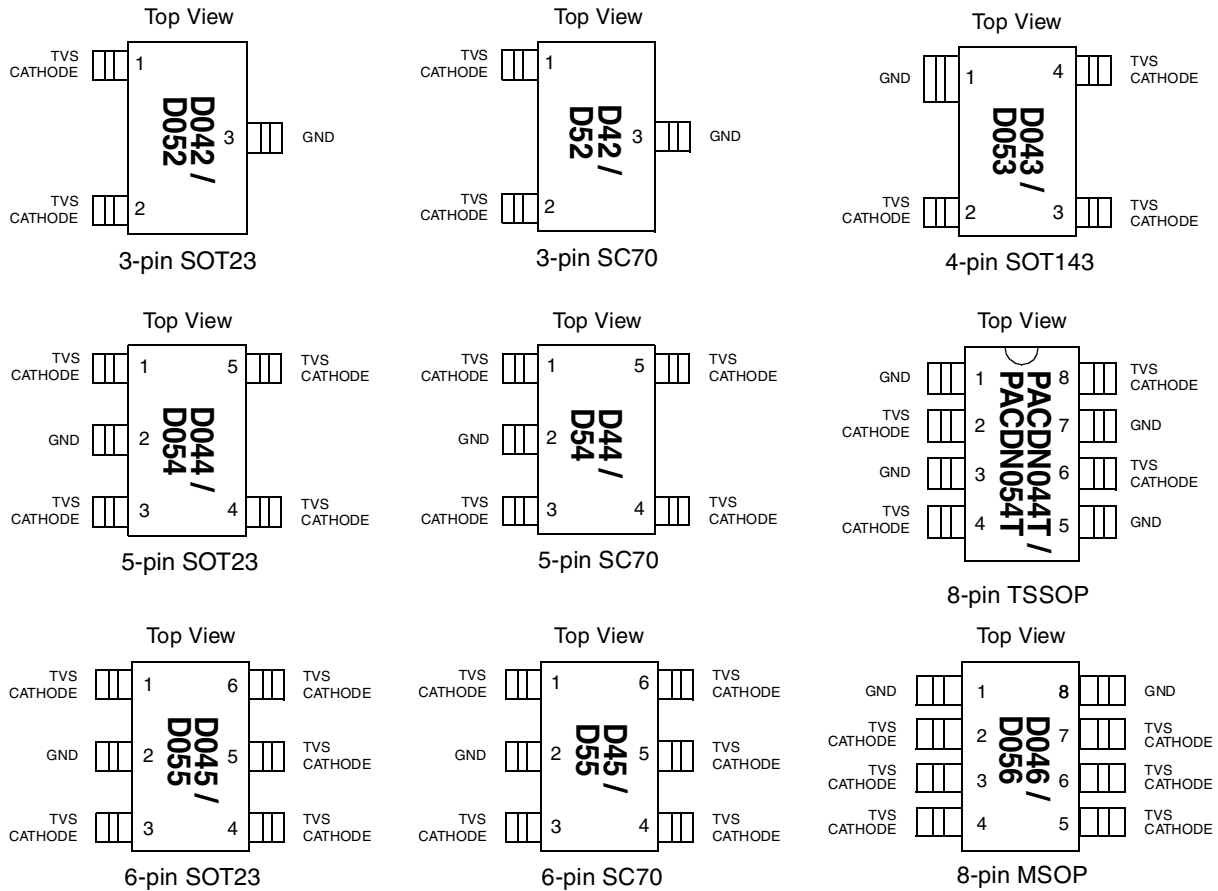 Top View
TVS
CATHODE
1
D042 /
D052
3
GND
TVS
CATHODE
2
3-pin SOT23
Top View
TVS
CATHODE
1
D42 /
D52
3
GND
TVS
CATHODE
2
3-pin SC70
Top View
GND
1
4
TVS
CATHODE
D043 /
D053
TVS
CATHODE
2
3
TVS
CATHODE
4-pin SOT143
Top View
TVS
CATHODE
1
5
TVS
CATHODE
GND
2
D044 /
D054
TVS
CATHODE
3
4
TVS
CATHODE
5-pin SOT23
Top View
TVS
CATHODE
1
5
TVS
CATHODE
GND
2
D44 /
D54
TVS
CATHODE
3
4
TVS
CATHODE
5-pin SC70
Top View
GND
1
8
TVS
CATHODE
TVS
CATHODE
2
7
GND
PACDN044T /
PACDN054T
GND
3
6
TVS
CATHODE
TVS
CATHODE
4
5
GND
8-pin TSSOP
Top View
TVS
CATHODE
1
6
TVS
CATHODE
GND
2
D045 /
D055
5
TVS
CATHODE
TVS
CATHODE
3
4
TVS
CATHODE
6-pin SOT23
Top View
TVS
CATHODE
1
6
TVS
CATHODE
GND
2
D45 /
D55
5
TVS
CATHODE
TVS
CATHODE
3
4
TVS
CATHODE
6-pin SC70
Top View
GND
1
8
GND
TVS
CATHODE
2
7
TVS
CATHODE
D046 /
D056
TVS
CATHODE
3
6
TVS
CATHODE
TVS
CATHODE
4
5
TVS
CATHODE
8-pin MSOP